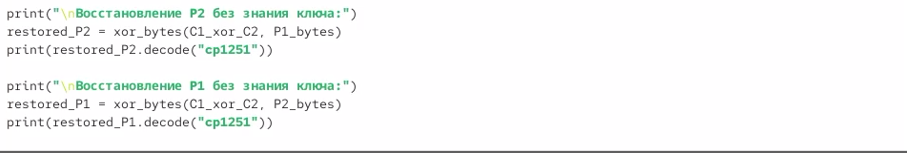 print("\nВосстановление P2 без знания ключа:")
restored_P2 = xor_bytes(C1_xor_C2, P1_bytes)
print(restored_P2.decode("cp1251"))
print("\nВосстановление P1 без знания ключа:")
restored_P1 = xor_bytes(C1_xor_C2, P2_bytes)
print(restored_P1.decode("cp1251"))